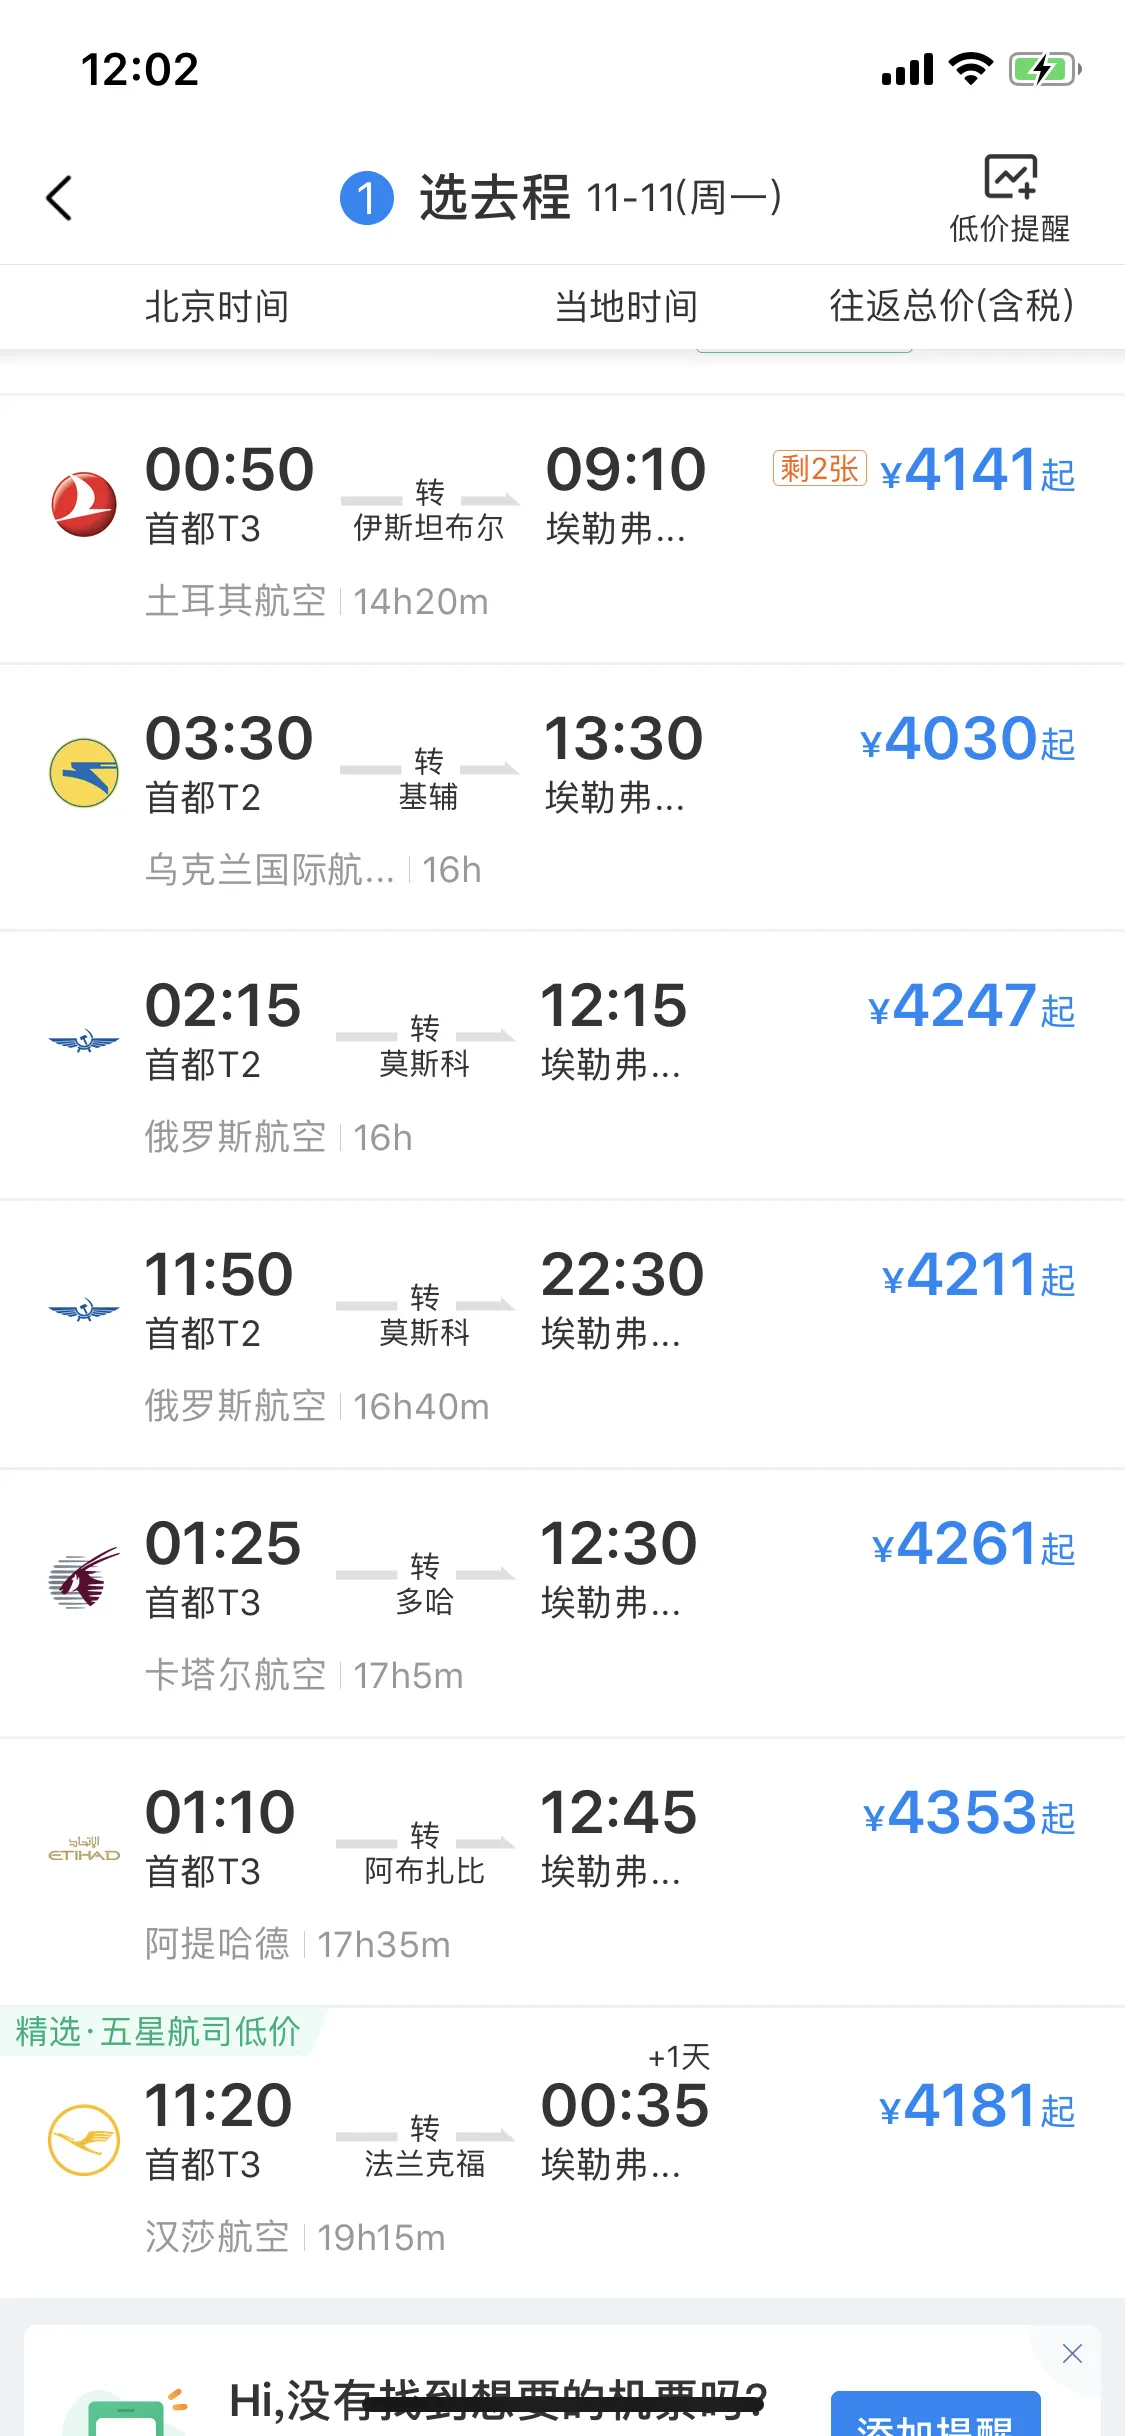 12:02
1 选去程 11-11(周一)
低价提醒
北京时间 当地时间 往返总价(含税)
00:50 转 09:10 剩2张 ¥4141起
首都T3 伊斯坦布尔 埃勒弗...
土耳其航空 14h20m
03:30 转 13:30 ¥4030起
首都T2 基辅 埃勒弗...
乌克兰国际航... 16h
02:15 转 12:15 ¥4247起
首都T2 莫斯科 埃勒弗...
俄罗斯航空 16h
11:50 转 22:30 ¥4211起
首都T2 莫斯科 埃勒弗...
俄罗斯航空 16h40m
01:25 转 12:30 ¥4261起
首都T3 多哈 埃勒弗...
卡塔尔航空 17h5m
01:10 转 12:45 ¥4353起
ETIHAD 首都T3 阿布扎比 埃勒弗...
阿提哈德 17h35m
精选·五星航司低价
+1天
11:20 转 00:35 ¥4181起
首都T3 法兰克福 埃勒弗...
汉莎航空 19h15m
Hi,没有找到想要的机票吗?
添加提醒